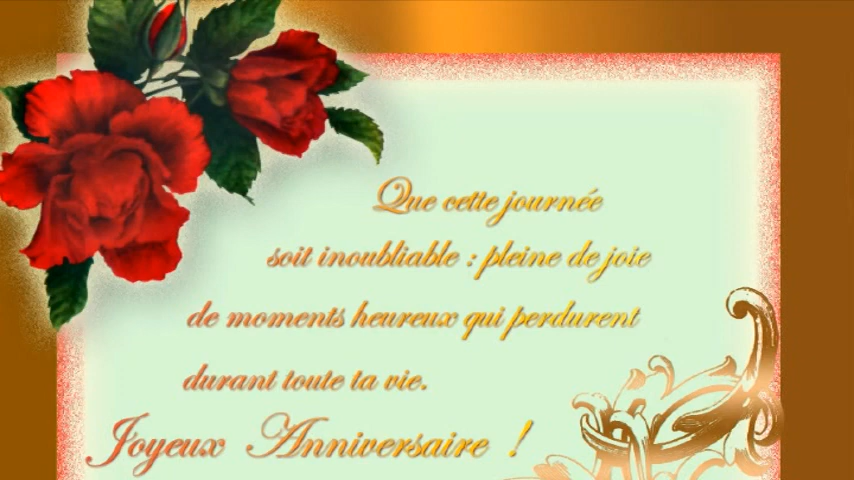 Que cette journée
soit inoubliable : pleine de joie
de moments heureux qui perdurent
durant toute ta vie.
Joyeux Anniversaire !